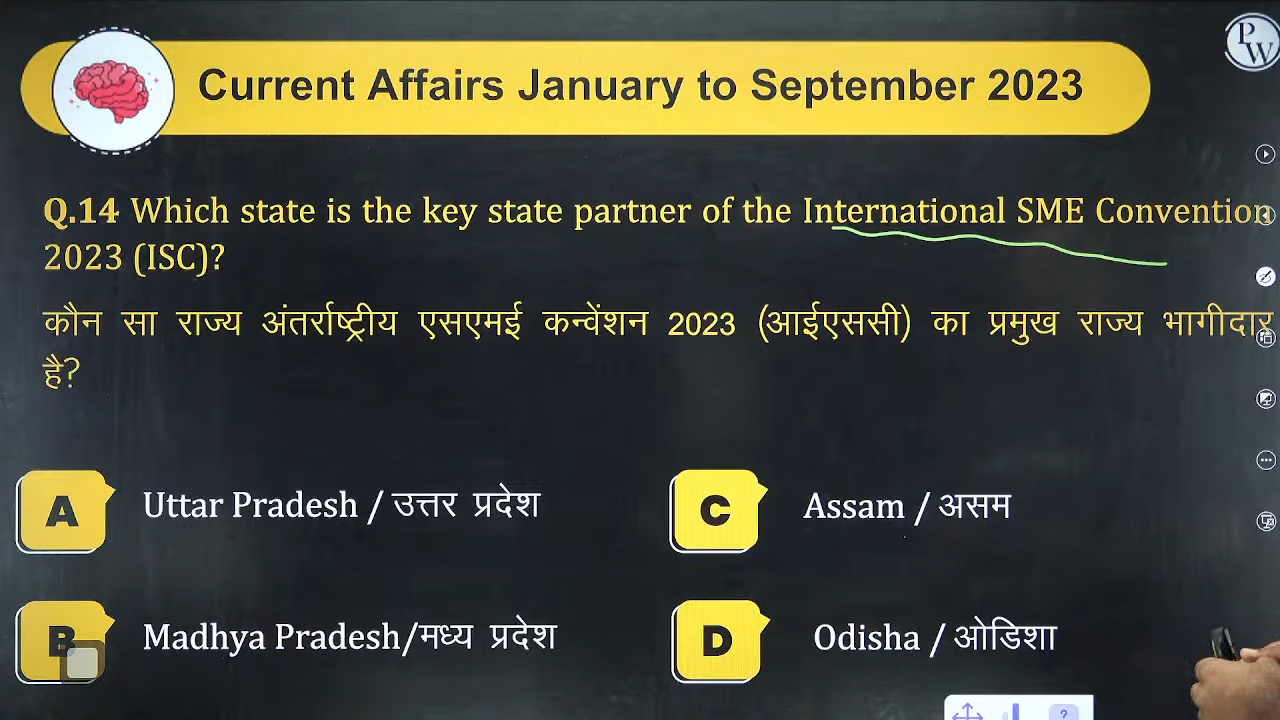 PW
Current Affairs January to September 2023
Q.14 Which state is the key state partner of the International SME Convention
2023 (ISC)?
कौन सा राज्य अंतर्राष्ट्रीय एसएमई कन्वेंशन 2023 (आईएससी) का प्रमुख राज्य भागीदार
है?
A Uttar Pradesh / उत्तर प्रदेश
C Assam / असम
B Madhya Pradesh/मध्य प्रदेश
D Odisha / ओडिशा
?